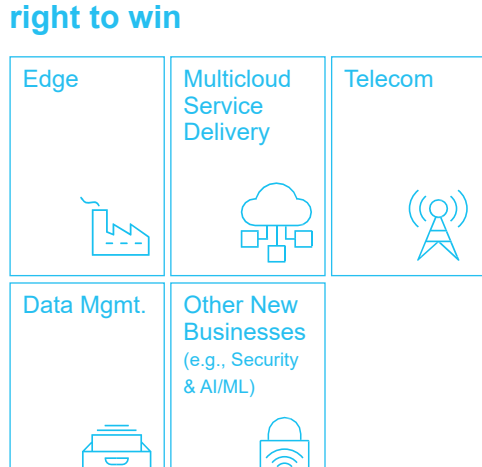 right to win
Edge
Multicloud
Service
Delivery
Telecom
Data Mgmt.
Other New
Businesses
(e.g., Security
& AI/ML)